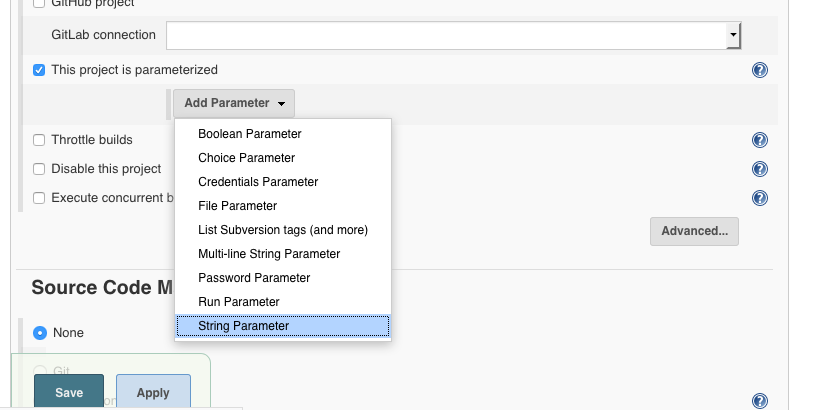 GitHub project
GitLab connection
This project is parameterized
Add Parameter
Boolean Parameter
Choice Parameter
Credentials Parameter
File Parameter
List Subversion tags (and more)
Multi-line String Parameter
Password Parameter
Run Parameter
String Parameter
Throttle builds
Disable this project
Execute concurrent b
Advanced...
Source Code M
None
Git
Save
Apply